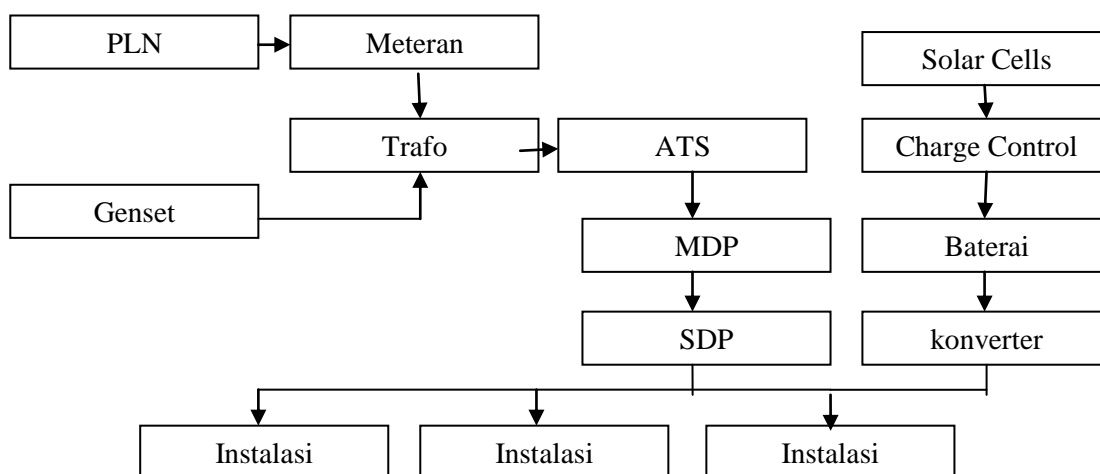 PLN
Meteran
Solar Cells
Trafo
ATS
Charge Control
Genset
MDP
Baterai
SDP
konverter
Instalasi
Instalasi
Instalasi